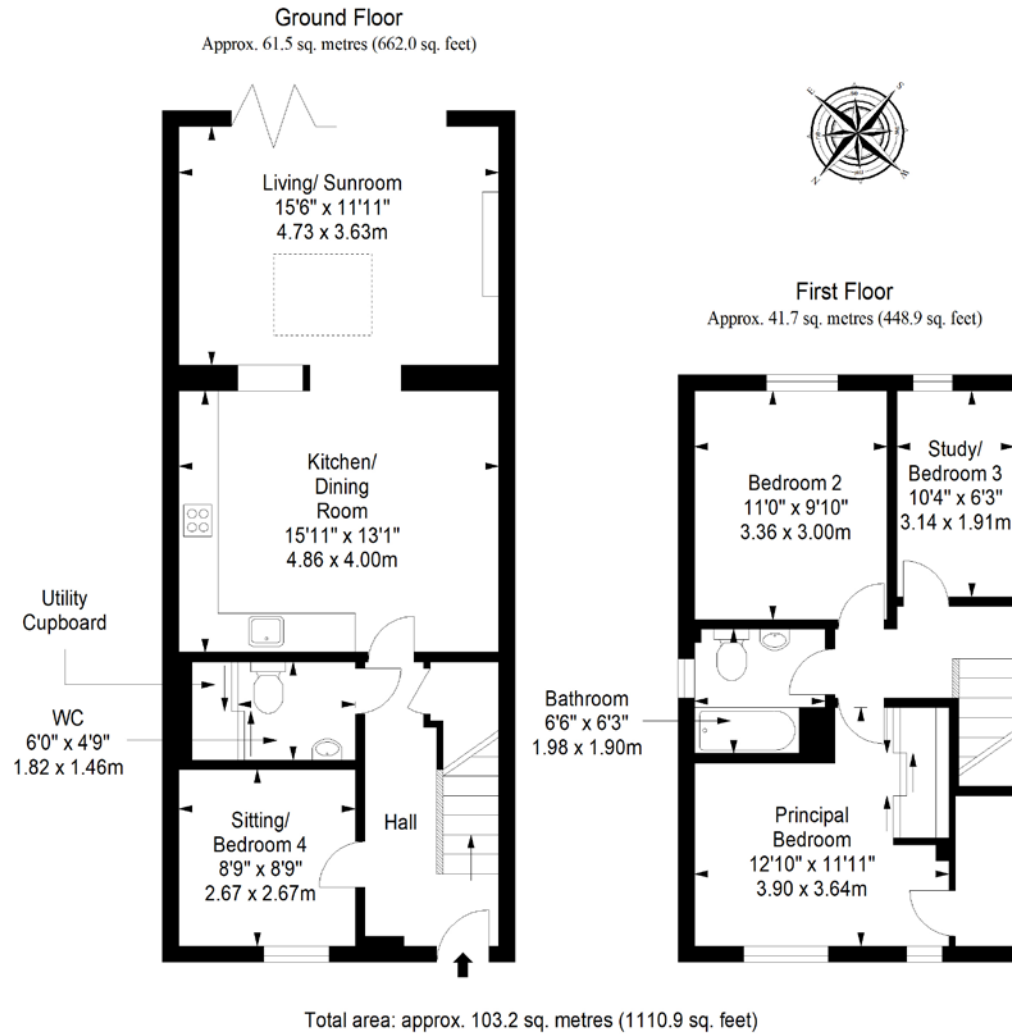 Ground Floor
Approx. 61.5 sq. metres (662.0 sq. feet)
Living/ Sunroom
15'6" x 11'11"
4.73 x 3.63m
Kitchen/
Dining
Room
15'11" x 13'1"
4.86 x 4.00m
Utility
Cupboard
WC
6'0" x 4'9"
1.82 x 1.46m
Sitting/
Bedroom 4
8'9" x 8'9"
2.67 x 2.67m
Hall
S
E
W
N
First Floor
Approx. 41.7 sq. metres (448.9 sq. feet)
Bedroom 2
11'0" x 9'10"
3.36 x 3.00m
Study/
Bedroom 3
10'4" x 6'3"
3.14 x 1.91m
Bathroom
6'6" x 6'3"
1.98 x 1.90m
Principal
Bedroom
12'10" x 11'11"
3.90 x 3.64m
Total area: approx. 103.2 sq. metres (1110.9 sq. feet)